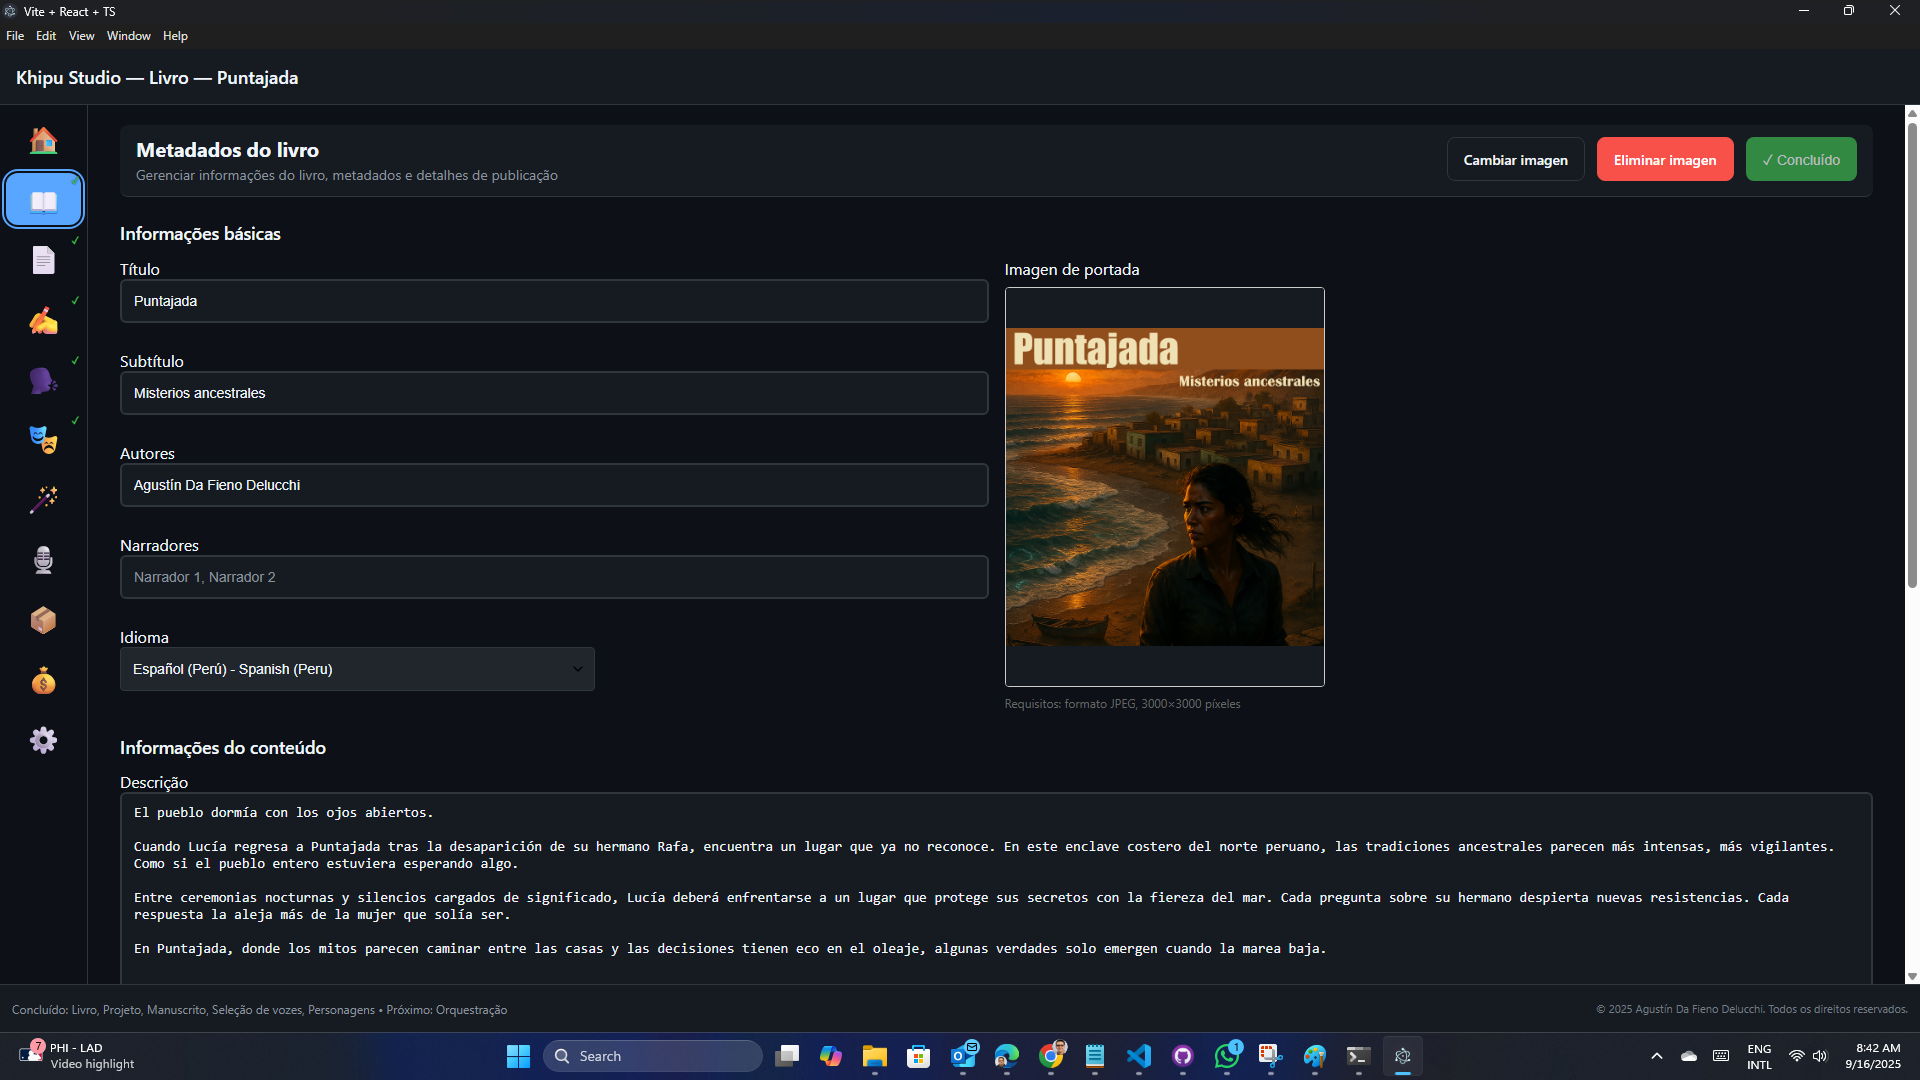 Vite + React + TS
File Edit View Window Help
Khipu Studio — Livro — Puntajada
Metadados do livro
Gerenciar informações do livro, metadados e detalhes de publicação
Cambiar imagen
Eliminar imagen
✓ Concluído
Informações básicas
Título
Puntajada
Subtítulo
Misterios ancestrales
Autores
Agustín Da Fieno Delucchi
Narradores
Narrador 1, Narrador 2
Idioma
Español (Perú) - Spanish (Peru)
Imagen de portada
Puntajada
Misterios ancestrales
Requisitos: formato JPEG, 3000×3000 píxeles
Informações do conteúdo
Descrição
El pueblo dormía con los ojos abiertos.
Cuando Lucía regresa a Puntajada tras la desaparición de su hermano Rafa, encuentra un lugar que ya no reconoce. En este enclave costero del norte peruano, las tradiciones ancestrales parecen más intensas, más vigilantes.
Como si el pueblo entero estuviera esperando algo.
Entre ceremonias nocturnas y silencios cargados de significado, Lucía deberá enfrentarse a un lugar que protege sus secretos con la fiereza del mar. Cada pregunta sobre su hermano despierta nuevas resistencias. Cada
respuesta la aleja más de la mujer que solía ser.
En Puntajada, donde los mitos parecen caminar entre las casas y las decisiones tienen eco en el oleaje, algunas verdades solo emergen cuando la marea baja.
Concluído: Livro, Projeto, Manuscrito, Seleção de vozes, Personagens • Próximo: Orquestração
© 2025 Agustín Da Fieno Delucchi. Todos os direitos reservados.
7
PHI - LAD
Video highlight
Search
1
ENG
INTL
8:42 AM
9/16/2025